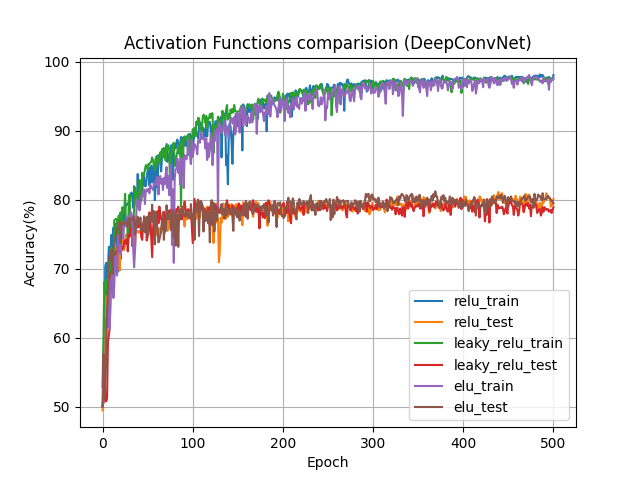 Activation Functions comparision (DeepConvNet)
100
90
80
70
60
50
Accuracy(%)
relu_train
relu_test
leaky_relu_train
leaky_relu_test
elu_train
elu_test
0
100
200
300
400
500
Epoch